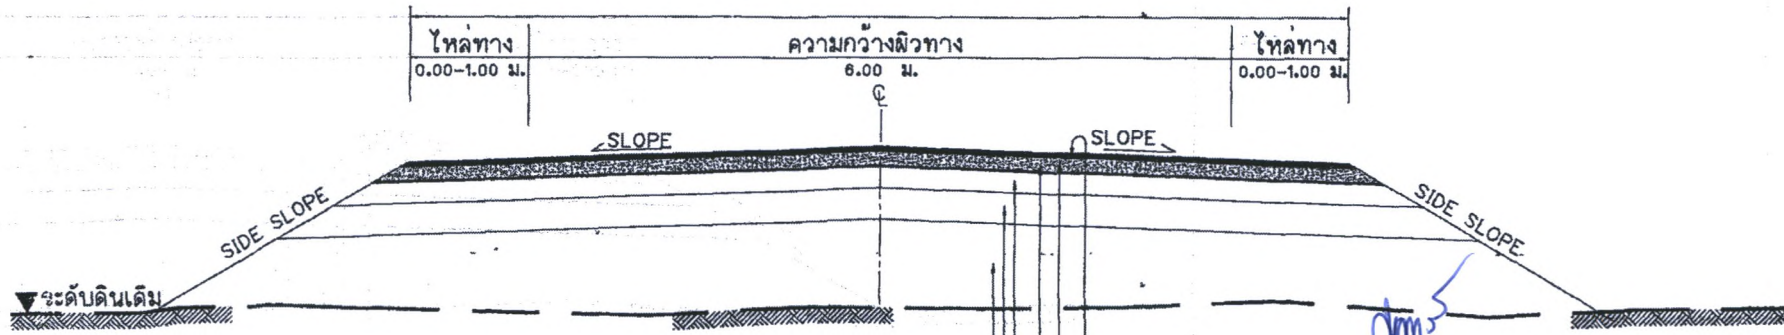 ไหล่ทาง ความกว้างผิวทาง ไหล่ทาง
0.00-1.00 ม. 6.00 ม. 0.00-1.00 ม.
℄
SLOPE SLOPE
SIDE SLOPE SIDE SLOPE
ระดับดินเดิม